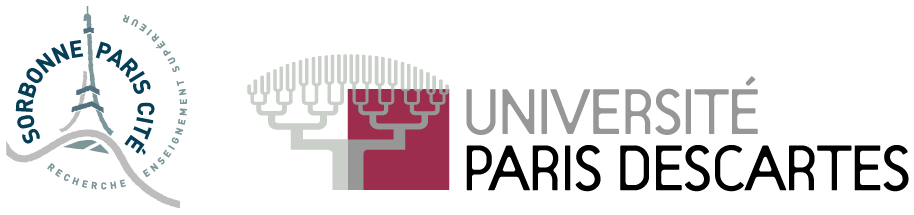 SORBONNE PARIS CITÉ
RECHERCHE ENSEIGNEMENT SUPÉRIEUR
UNIVERSITÉ
PARIS DESCARTES